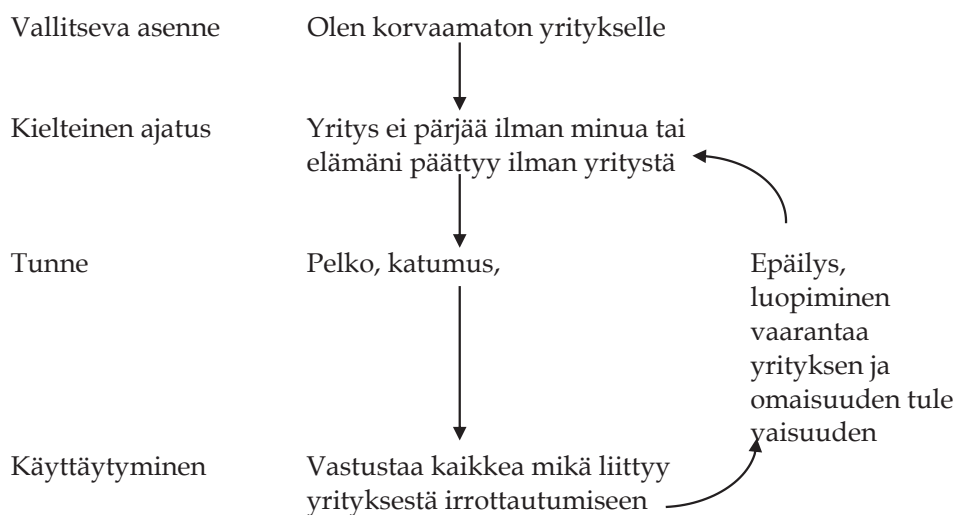 Vallitseva asenne
Olen korvaamaton yritykselle
Kielteinen ajatus
Yritys ei pärjää ilman minua tai
elämäni päättyy ilman yritystä
Tunne
Pelko, katumus,
Epäilys,
luopiminen
vaarantaa
yrityksen ja
omaisuuden tule
vaisuuden
Käyttäytyminen
Vastustaa kaikkea mikä liittyy
yrityksestä irrottautumiseen